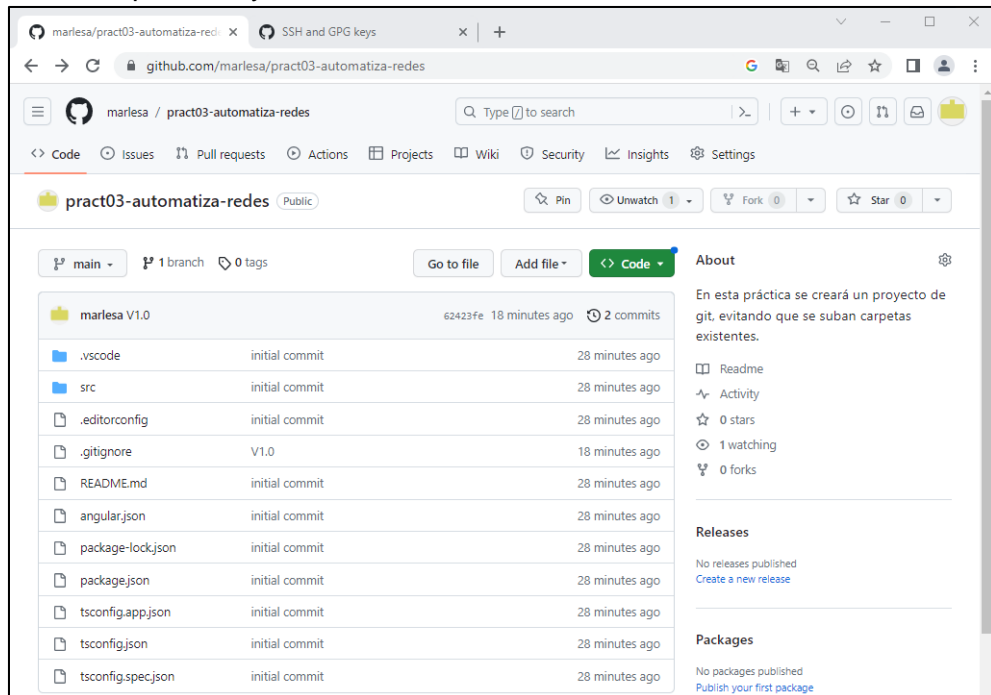 marlesa/pract03-automatiza-red
SSH and GPG keys
github.com/marlesa/pract03-automatiza-redes
marlesa / pract03-automatiza-redes
Type / to search
Code Issues Pull requests Actions Projects Wiki Security Insights Settings
pract03-automatiza-redes Public
Pin Unwatch 1 Fork 0 Star 0
main 1 branch 0 tags Go to file Add file Code
marlesa V1.0 62423fe 18 minutes ago 2 commits
.vscode initial commit 28 minutes ago
src initial commit 28 minutes ago
.editorconfig initial commit 28 minutes ago
.gitignore V1.0 18 minutes ago
README.md initial commit 28 minutes ago
angular.json initial commit 28 minutes ago
package-lock.json initial commit 28 minutes ago
package.json initial commit 28 minutes ago
tsconfig.app.json initial commit 28 minutes ago
tsconfig.json initial commit 28 minutes ago
tsconfig.spec.json initial commit 28 minutes ago
About
En esta práctica se creará un proyecto de
git, evitando que se suban carpetas
existentes.
Readme
Activity
0 stars
1 watching
0 forks
Releases
No releases published
Create a new release
Packages
No packages published
Publish your first package